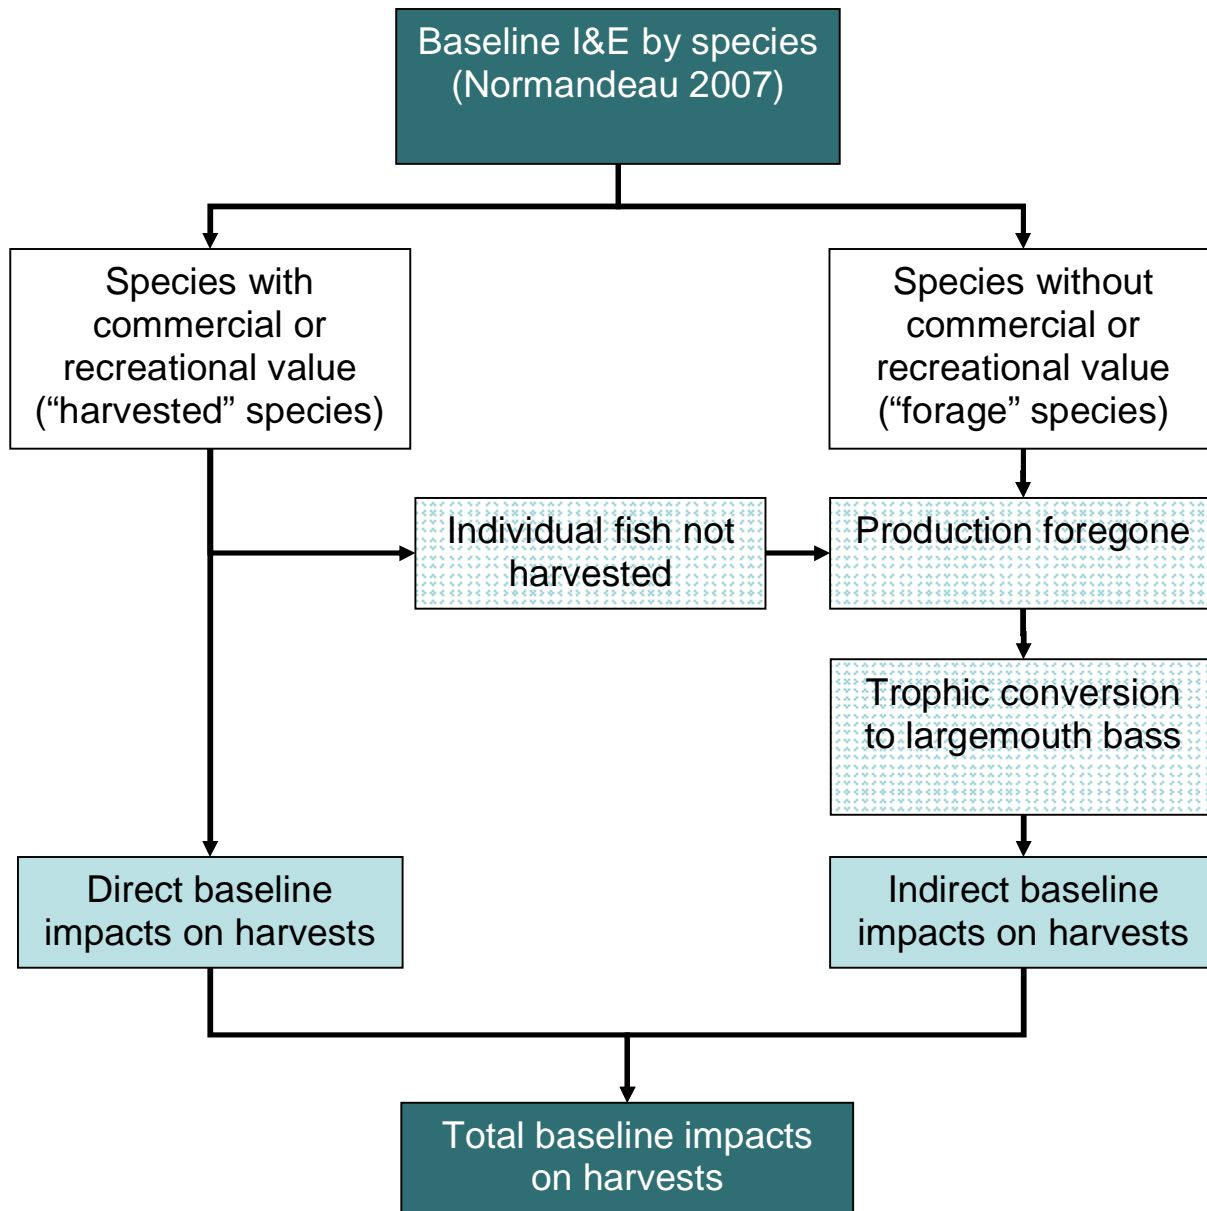 Baseline I&E by species
(Normandeau 2007)
Species with
commercial or
recreational value
(“harvested” species)
Species without
commercial or
recreational value
(“forage” species)
Individual fish not
harvested
Production foregone
Trophic conversion
to largemouth bass
Direct baseline
impacts on harvests
Indirect baseline
impacts on harvests
Total baseline impacts
on harvests